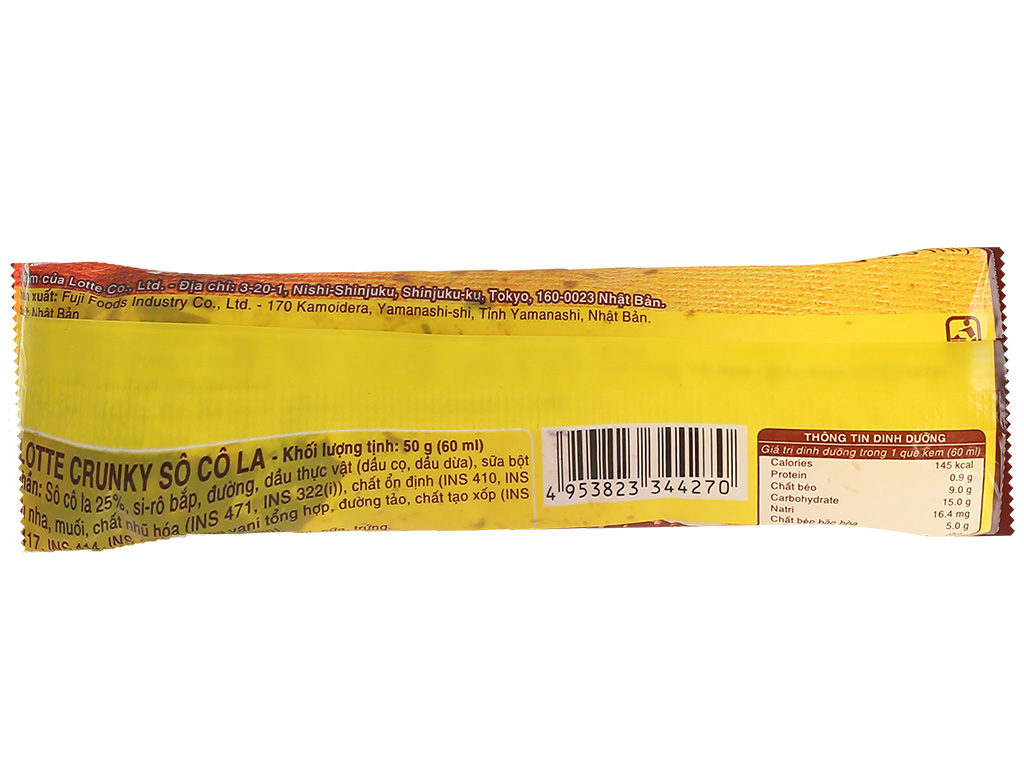 của Lotte Co., Ltd. - Địa chỉ: 3-20-1, Nishi-Shinjuku, Shinjuku-ku, Tokyo, 160-0023 Nhật Bản.
xuất: Fuji Foods Industry Co., Ltd. - 170 Kamoidera, Yamanashi-shi, Tỉnh Yamanashi, Nhật Bản.
Nhật Bản
LOTTE CRUNKY SÔ CÔ LA - Khối lượng tịnh: 50 g (60 ml)
Sô cô la 25%, si-rô bắp, đường, dầu thực vật (dầu cọ, dầu dừa), sữa bột
nha, muối, chất nhũ hóa (INS 471, INS 322(i)), chất ổn định (INS 410, INS
vani tổng hợp, đường tảo, chất tạo xốp (INS
trứng.
4 953823 344270
THÔNG TIN DINH DƯỠNG
Giá trị dinh dưỡng trong 1 que kem (60 ml)
Calories 145 kcal
Protein 0.9 g
Chất béo 9.0 g
Carbohydrate 15.0 g
Natri 16.4 mg
Chất béo bão hòa 5.0 g